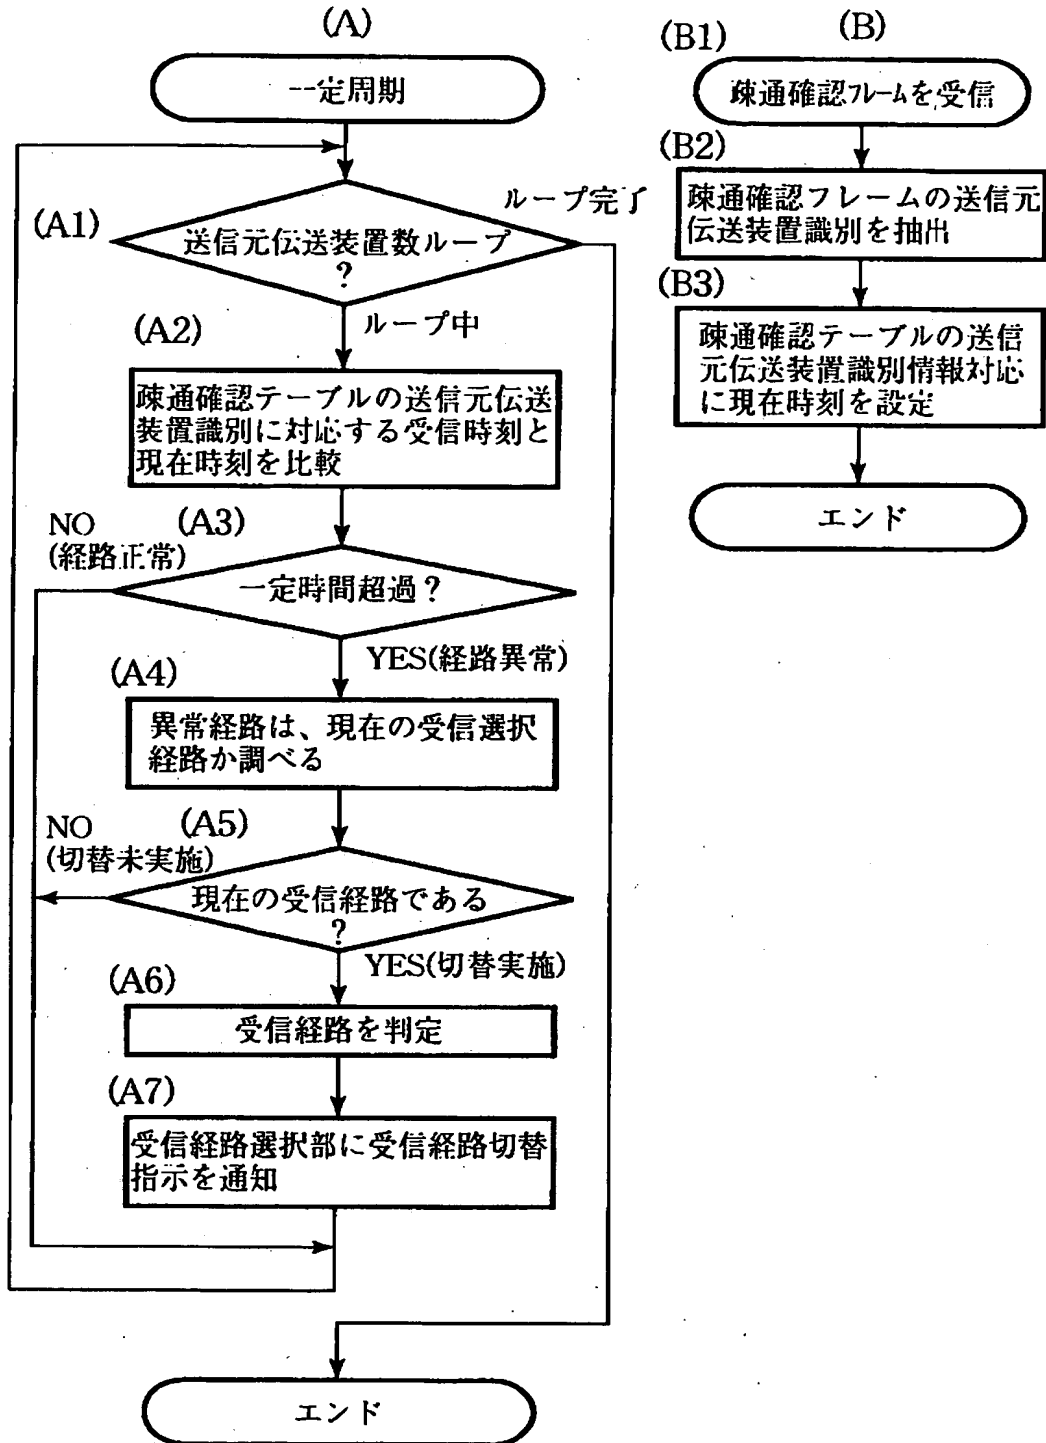 (A)
一定周期
(A1)
送信元伝送装置数ループ
?
ループ完了
ループ中
(A2)
疎通確認テーブルの送信元伝送
装置識別に対応する受信時刻と
現在時刻を比較
(A3)
NO
(経路正常)
一定時間超過?
YES(経路異常)
(A4)
異常経路は、現在の受信選択
経路か調べる
(A5)
NO
(切替未実施)
現在の受信経路である
?
YES(切替実施)
(A6)
受信経路を判定
(A7)
受信経路選択部に受信経路切替
指示を通知
エンド
(B)
(B1)
疎通確認フレームを受信
(B2)
疎通確認フレームの送信元
伝送装置識別を抽出
(B3)
疎通確認テーブルの送信
元伝送装置識別情報対応
に現在時刻を設定
エンド